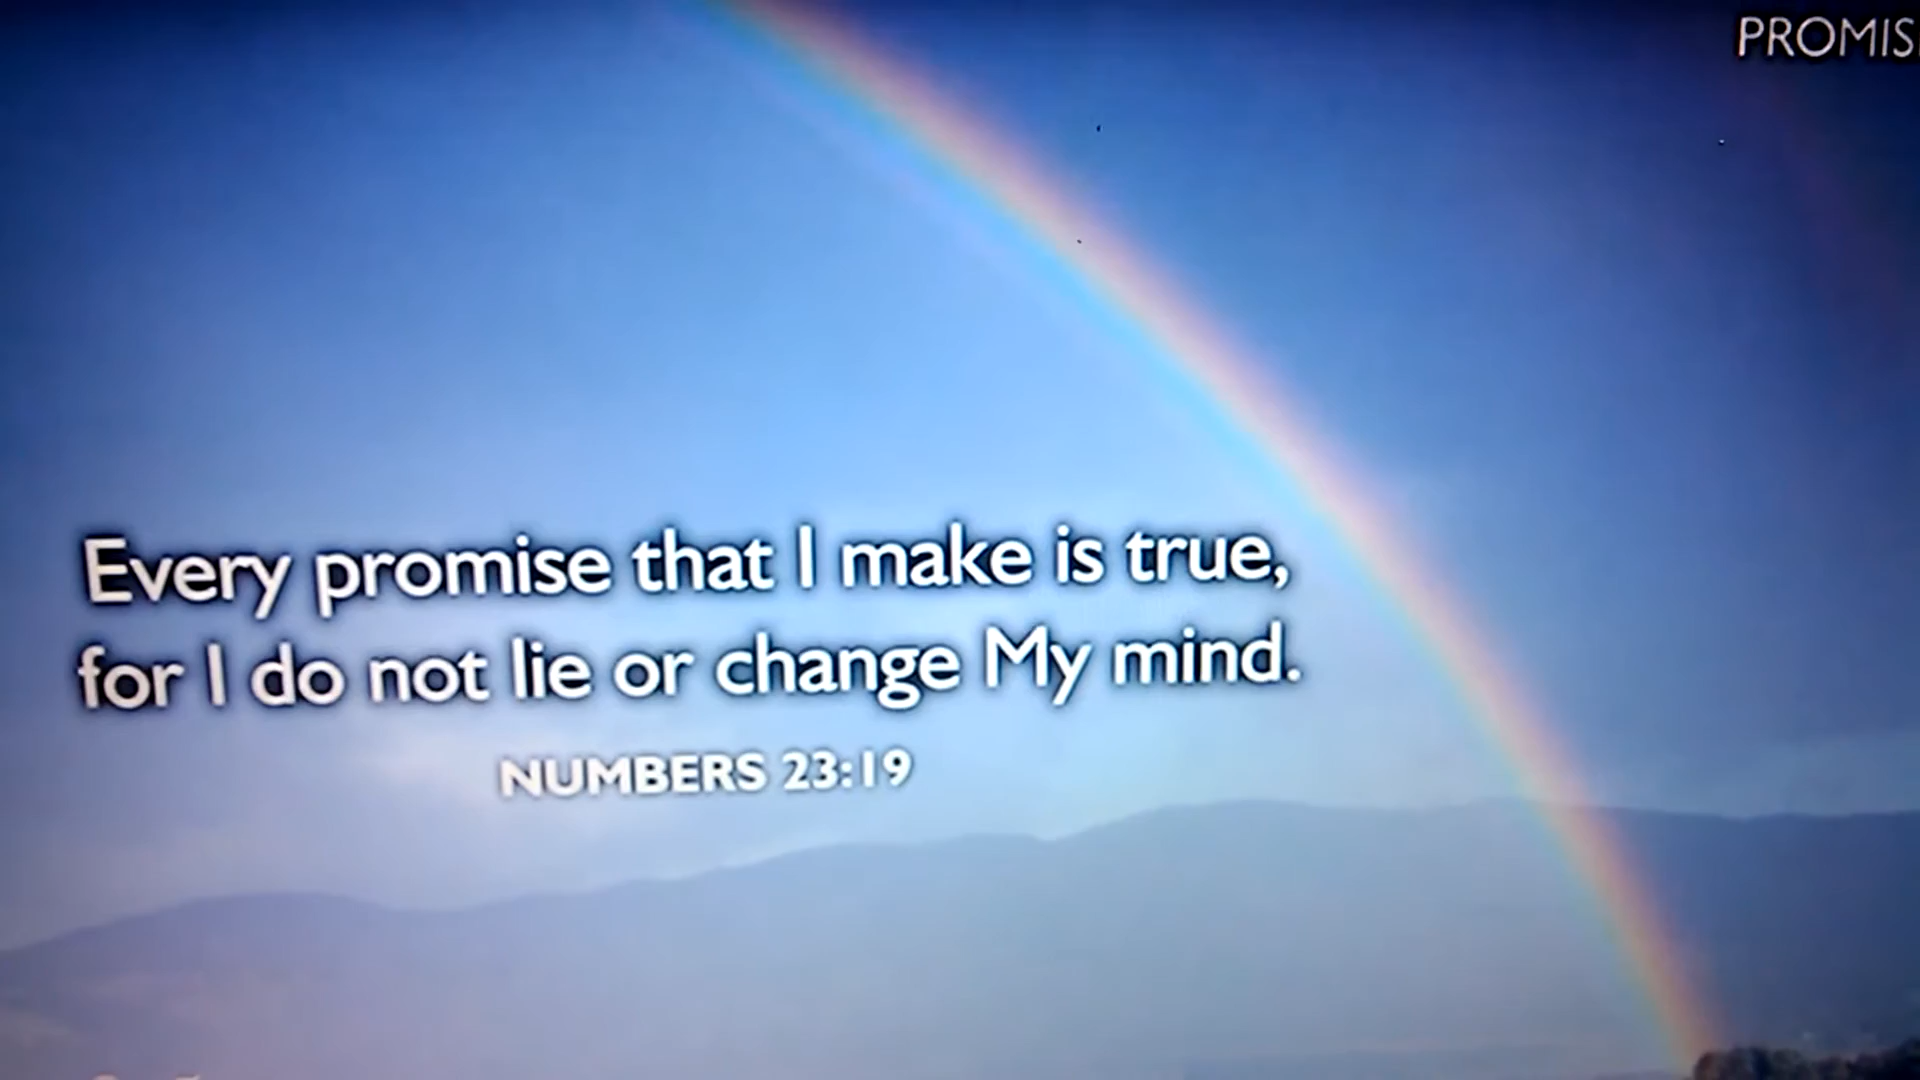 PROMIS
Every promise that I make is true,
for I do not lie or change My mind.
NUMBERS 23:19